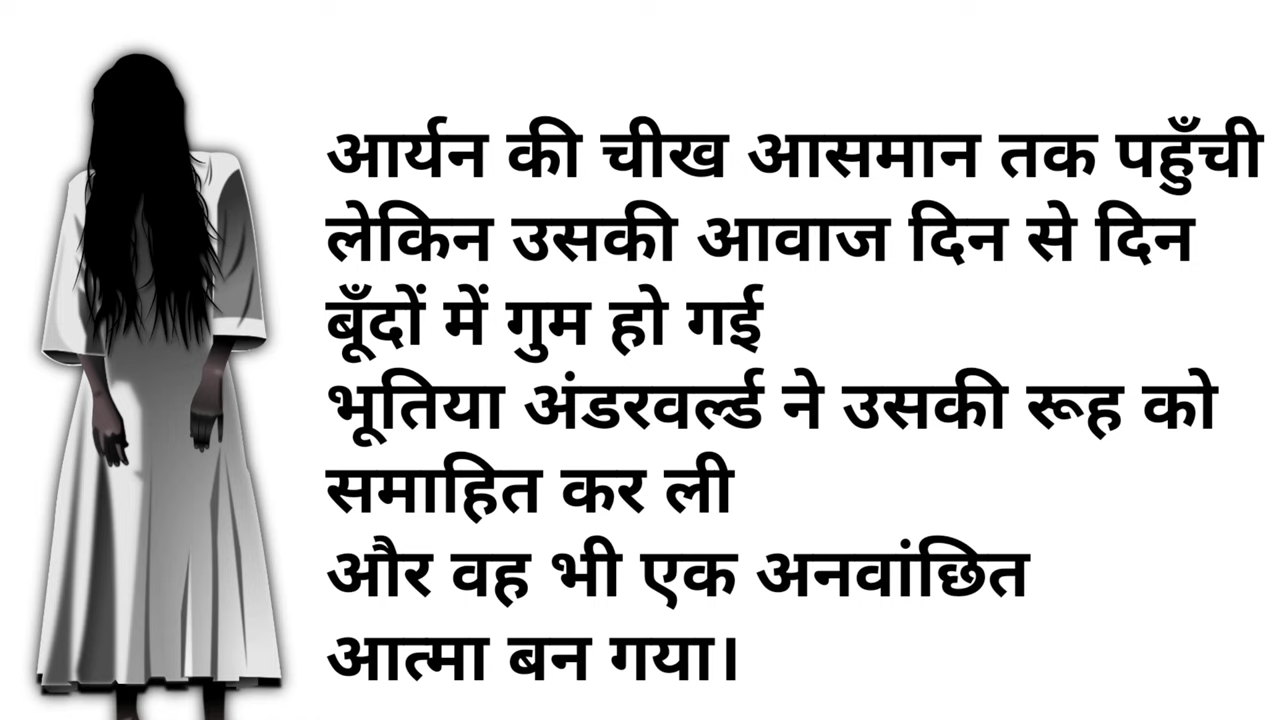 आर्यन की चीख आसमान तक पहुँची
लेकिन उसकी आवाज दिन से दिन
बूँदों में गुम हो गई
भूतिया अंडरवर्ल्ड ने उसकी रूह को
समाहित कर ली
और वह भी एक अनवांछित
आत्मा बन गया।